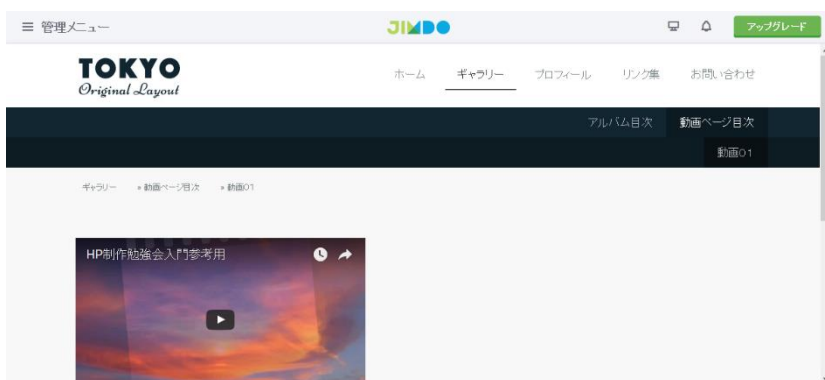 管理メニュー JIMDO アップグレード
TOKYO
Original Layout
ホーム ギャラリー プロフィール リンク集 お問い合わせ
アルバム目次 動画ページ目次
動画01
ギャラリー » 動画ページ目次 » 動画01
HP制作勉強会入門参考用